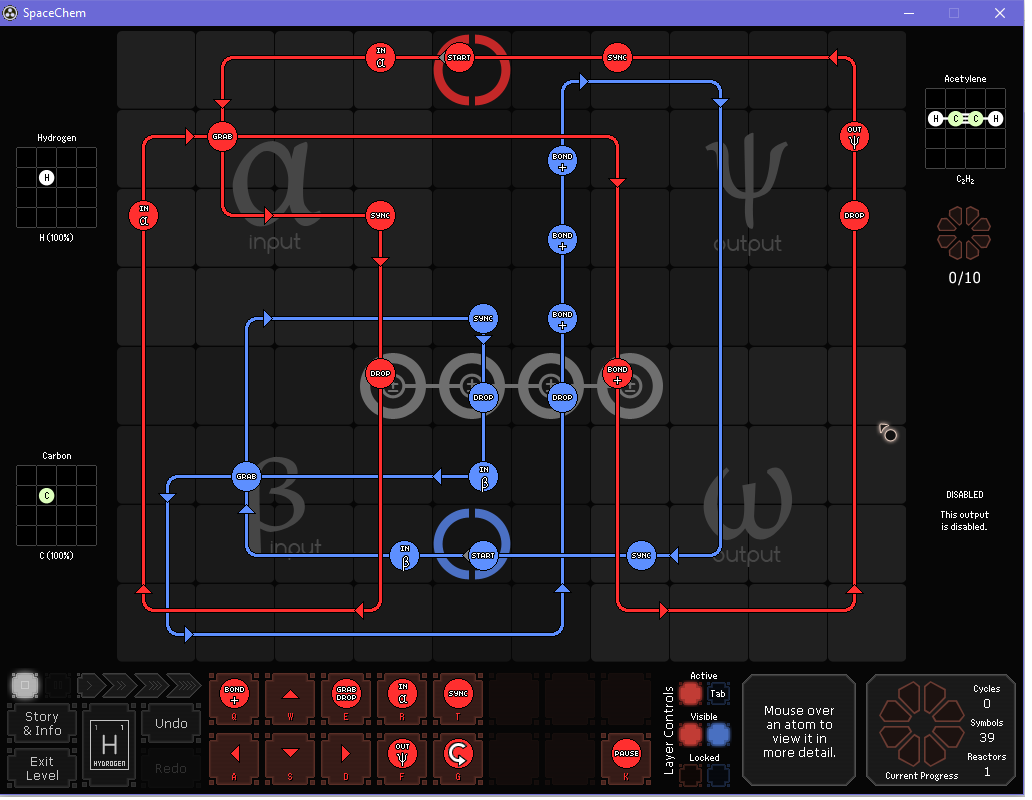 SpaceChem
IN
α
START
SYNC
Acetylene
H C C H
C₂H₂
Hydrogen
H
H (100%)
GRAB
α
input
BOND
+
ψ
output
OUT
ψ
IN
α
SYNC
BOND
+
DROP
0/10
SYNC
BOND
+
DROP
±
±
DROP
±
DROP
BOND
+
±
Carbon
C
C (100%)
GRAB
β
input
IN
β
ω
output
DISABLED
This output
is disabled.
IN
β
START
SYNC
Story
& Info
Exit
Level
1 1
H
HYDROGEN
Undo
Redo
BOND
+
Q
W
GRAB
DROP
E
IN
α
R
SYNC
T
A
S
D
OUT
ψ
F
G
PAUSE
K
Layer Controls
Active
Tab
Visible
Locked
Mouse over
an atom to
view it in
more detail.
Current Progress
Cycles
0
Symbols
39
Reactors
1